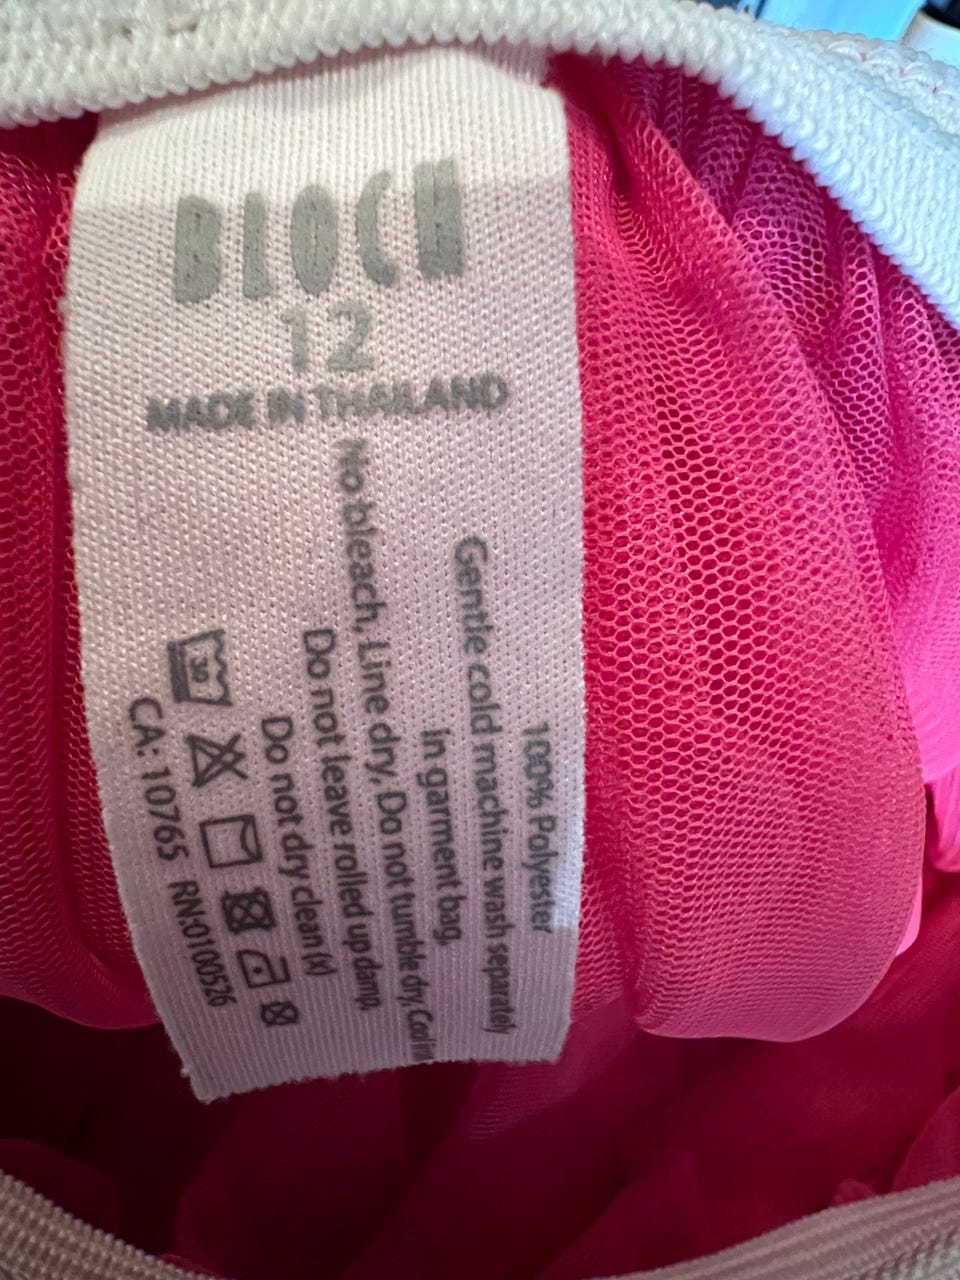 BLOCH
12
MADE IN THAILAND
100% Polyester
Gentle cold machine wash separately
in garment bag,
No bleach, Line dry, Do not tumble dry, Cool
Do not leave rolled up damp,
Do not dry clean (x)
30
CA: 10765 RN:0100526